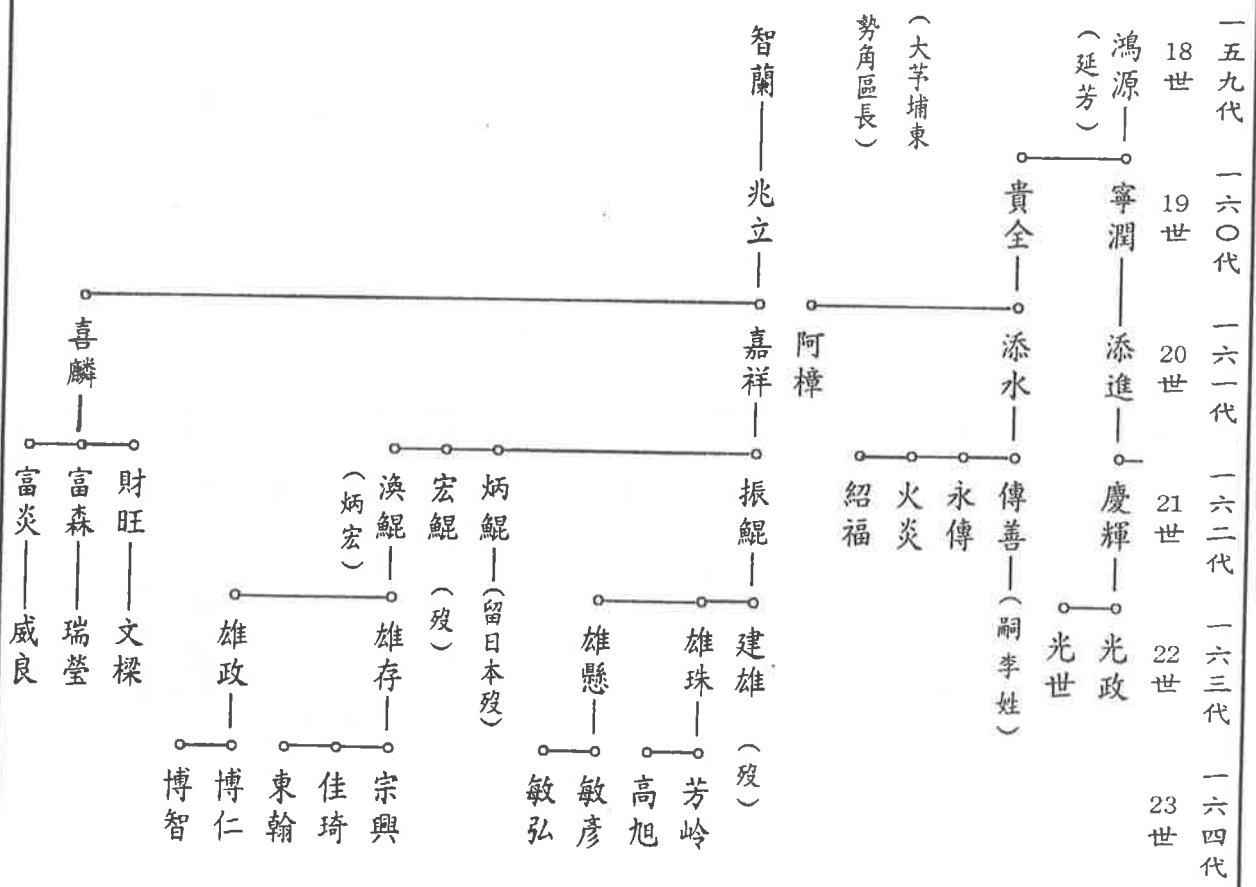 一五九代
一六〇代
一六一代
一六二代
一六三代
一六四代
18世
19世
20世
21世
22世
23世
鴻源
(延芳)
寧潤
添進
慶輝
光政
光世
(大茅埔東
勢角區長)
貴全
添水
傳善
(嗣李姓)
永傳
火炎
紹福
阿樟
智蘭
兆立
嘉祥
振鯤
建雄
(歿)
雄珠
芳岭
高旭
雄懸
敏彥
敏弘
炳鯤
(留日本歿)
宏鯤
(歿)
渙鯤
(炳宏)
雄存
宗興
佳琦
東翰
雄政
博仁
博智
喜麟
財旺
文樑
富森
瑞瑩
富炎
威良